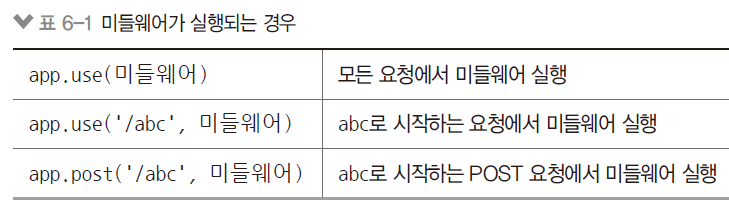 표 6-1 미들웨어가 실행되는 경우
app.use(미들웨어) 모든 요청에서 미들웨어 실행
app.use('/abc', 미들웨어) abc로 시작하는 요청에서 미들웨어 실행
app.post('/abc', 미들웨어) abc로 시작하는 POST 요청에서 미들웨어 실행